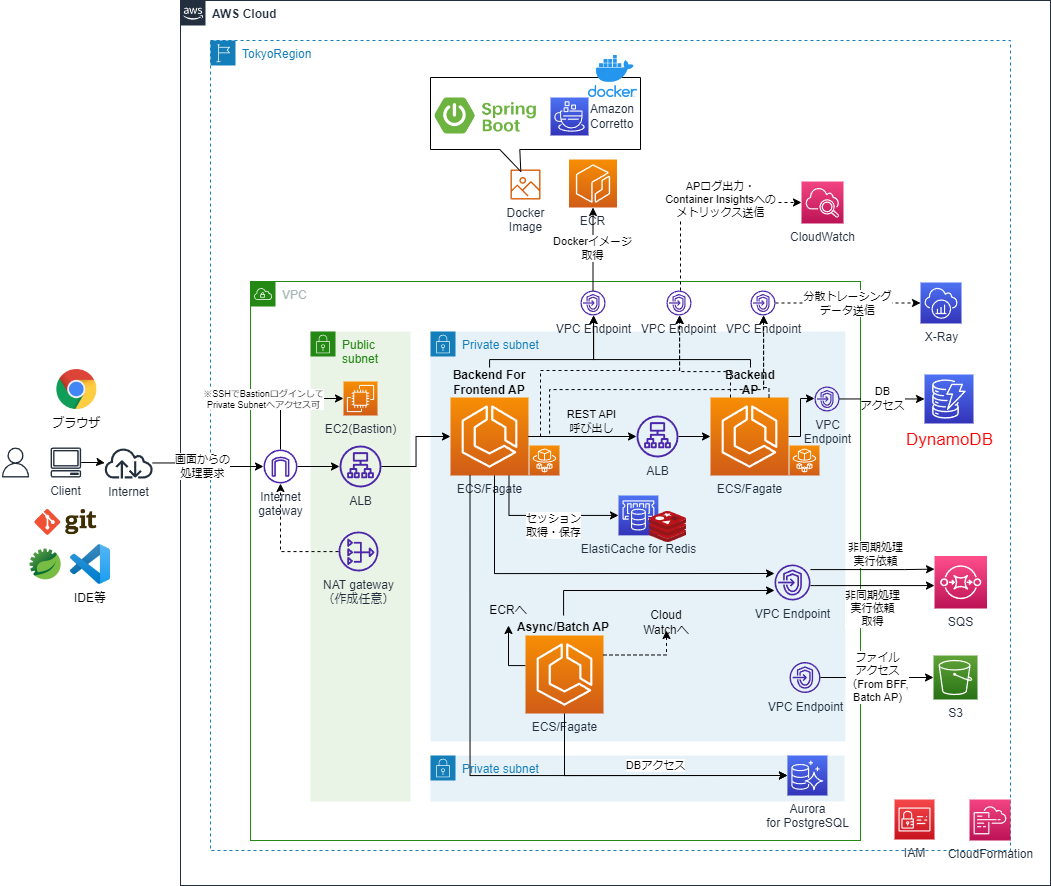 aws
AWS Cloud
TokyoRegion
docker
Spring
Boot
Amazon
Corretto
Docker
Image
ECR
Dockerイメージ
取得
APログ出力・
Container Insightsへの
メトリックス送信
CloudWatch
VPC
VPC Endpoint
VPC Endpoint
VPC Endpoint
分散トレーシング
データ送信
X-Ray
Public
subnet
Private subnet
Backend For
Frontend AP
Backend
AP
ブラウザ
※SSHでBastionログインして
Private Subnetへアクセス可
EC2(Bastion)
REST API
呼び出し
VPC
Endpoint
DB
アクセス
DynamoDB
Client
Internet
画面からの
処理要求
Internet
gateway
ALB
ECS/Fagate
ALB
ECS/Fagate
git
IDE等
NAT gateway
（作成任意）
セッション
取得・保存
ElastiCache for Redis
VPC Endpoint
非同期処理
実行依頼
非同期処理
実行依頼
取得
SQS
ECRへ
Async/Batch AP
Cloud
Watchへ
ECS/Fagate
VPC Endpoint
ファイル
アクセス
(From BFF,
Batch AP)
S3
Private subnet
DBアクセス
Aurora
for PostgreSQL
IAM
CloudFormation